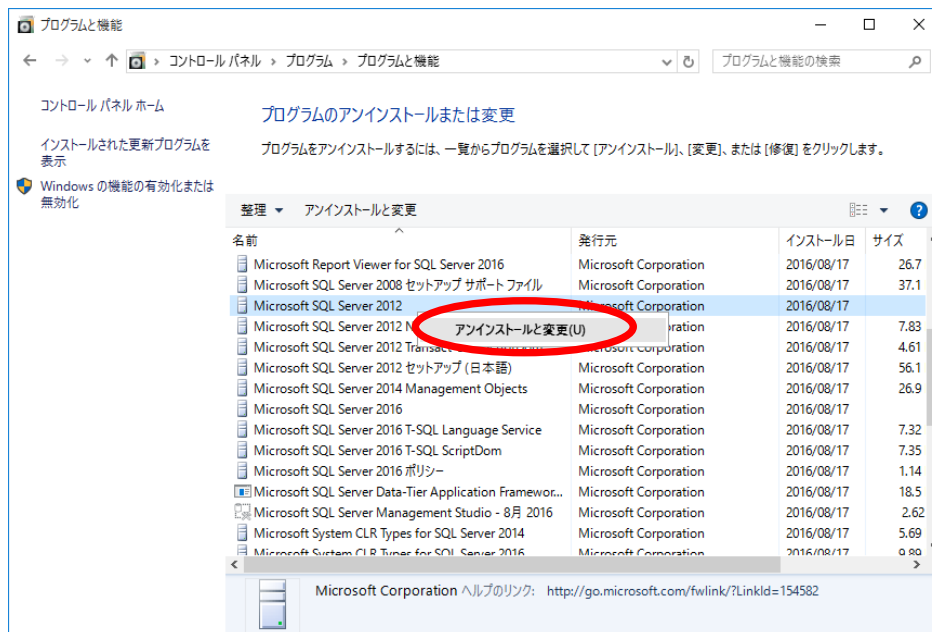 プログラムと機能
コントロール パネル › プログラム › プログラムと機能
プログラムと機能の検索
コントロール パネル ホーム
インストールされた更新プログラムを
表示
Windows の機能の有効化または
無効化
プログラムのアンインストールまたは変更
プログラムをアンインストールするには、一覧からプログラムを選択して [アンインストール]、[変更]、または [修復] をクリックします。
整理 アンインストールと変更
名前 発行元 インストール日 サイズ
Microsoft Report Viewer for SQL Server 2016 Microsoft Corporation 2016/08/17 26.7
Microsoft SQL Server 2008 セットアップ サポート ファイル Microsoft Corporation 2016/08/17 37.1
Microsoft SQL Server 2012 Microsoft Corporation 2016/08/17
アンインストールと変更(U)
Microsoft SQL Server 2012 2016/08/17 7.83
Microsoft SQL Server 2012 Microsoft Corporation 2016/08/17 4.61
Microsoft SQL Server 2012 セットアップ (日本語) Microsoft Corporation 2016/08/17 56.1
Microsoft SQL Server 2014 Management Objects Microsoft Corporation 2016/08/17 26.9
Microsoft SQL Server 2016 Microsoft Corporation 2016/08/17
Microsoft SQL Server 2016 T-SQL Language Service Microsoft Corporation 2016/08/17 7.32
Microsoft SQL Server 2016 T-SQL ScriptDom Microsoft Corporation 2016/08/17 7.35
Microsoft SQL Server 2016 ポリシー Microsoft Corporation 2016/08/17 1.14
Microsoft SQL Server Data-Tier Application Framewor... Microsoft Corporation 2016/08/17 18.5
Microsoft SQL Server Management Studio - 8月 2016 Microsoft Corporation 2016/08/17 2.62
Microsoft System CLR Types for SQL Server 2014 Microsoft Corporation 2016/08/17 5.69
Microsoft System CLR Types for SQL Server 2016 Microsoft Corporation 2016/08/17 9.89
Microsoft Corporation ヘルプのリンク: http://go.microsoft.com/fwlink/?LinkId=154582